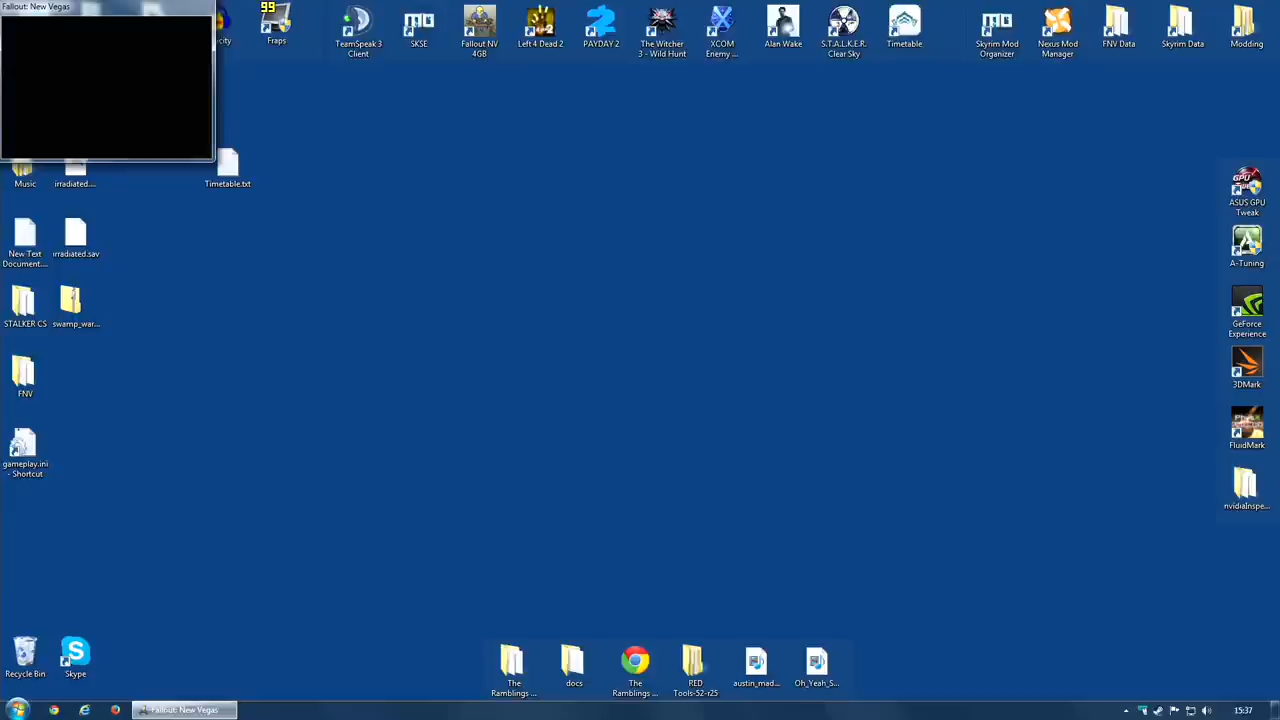 Fallout: New Vegas
99
Fraps
TeamSpeak 3
Client
SKSE
Fallout NV
4GB
Left 4 Dead 2
PAYDAY 2
The Witcher
3 - Wild Hunt
XCOM
Enemy ...
Alan Wake
S.T.A.L.K.E.R.
Clear Sky
Timetable
Skyrim Mod
Organizer
Nexus Mod
Manager
FNV Data
Skyrim Data
Modding
Music
irradiated....
Timetable.txt
New Text
Document....
irradiated.sav
STALKER CS
swamp_war...
FNV
gameplay.ini
- Shortcut
ASUS GPU
Tweak
A-Tuning
GeForce
Experience
3DMark
FluidMark
nvidiaInspe...
Recycle Bin
Skype
The
Ramblings ...
docs
The
Ramblings ...
RED
Tools-52-r25
austin_mad...
Oh_Yeah_S...
Fallout: New Vegas
15:37